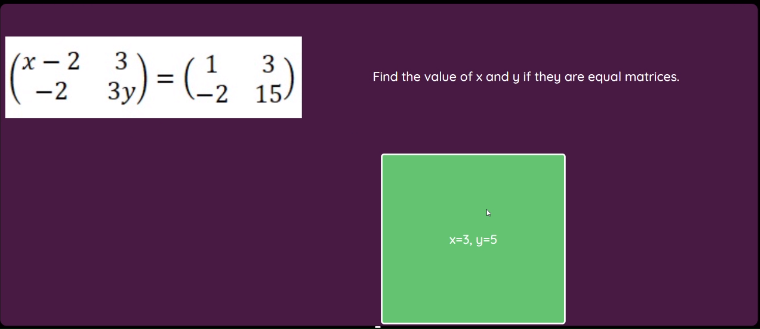 (x − 2 3
−2 3y) = (1 3
−2 15)
Find the value of x and y if they are equal matrices.
x=3, y=5